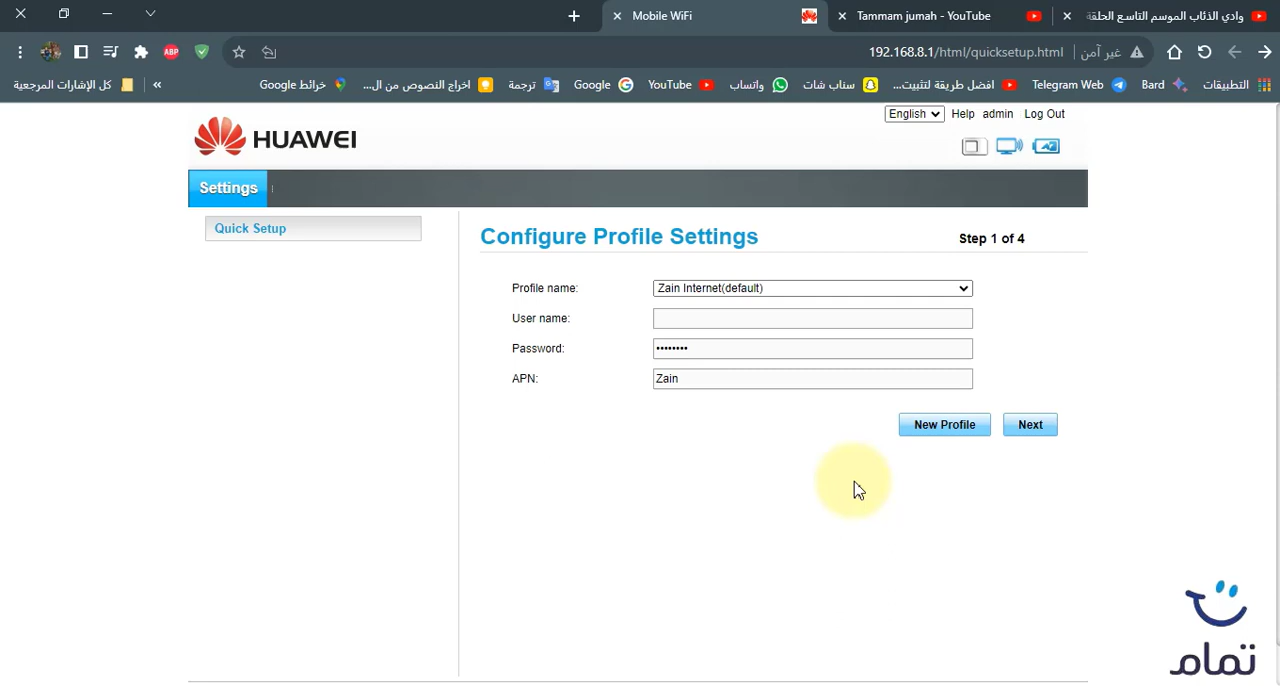 Mobile WiFi
Tammam jumah - YouTube
وادي الذئاب الموسم التاسع الحلقة
192.168.8.1/html/quicksetup.html
غير آمن
ABP
التطبيقات
Bard
Telegram Web
افضل طريقة لتثبيت...
سناب شات
واتساب
YouTube
Google
ترجمة
اخراج النصوص من ال...
خرائط Google
»
كل الإشارات المرجعية
English Help admin Log Out
HUAWEI
Settings
Quick Setup
Configure Profile Settings
Step 1 of 4
Profile name: Zain Internet(default)
User name:
Password: ••••••••
APN: Zain
New Profile Next
تمام